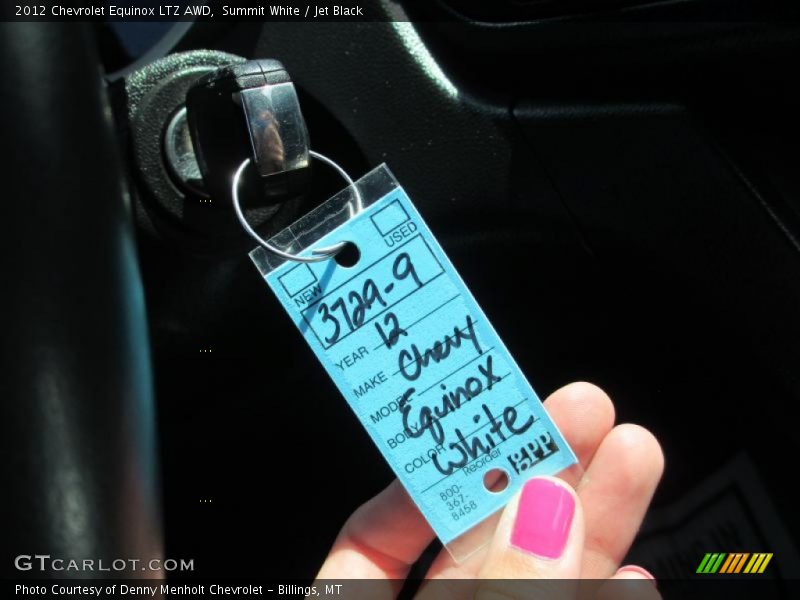 2012 Chevrolet Equinox LTZ AWD, Summit White / Jet Black
USED
NEW
3729-9
YEAR 12
MAKE Chevy
MODEL Equinox
BODY
COLOR White
Reorder EPP
800-
367-
8458
GTCARLOT.COM
Photo Courtesy of Denny Menholt Chevrolet - Billings, MT